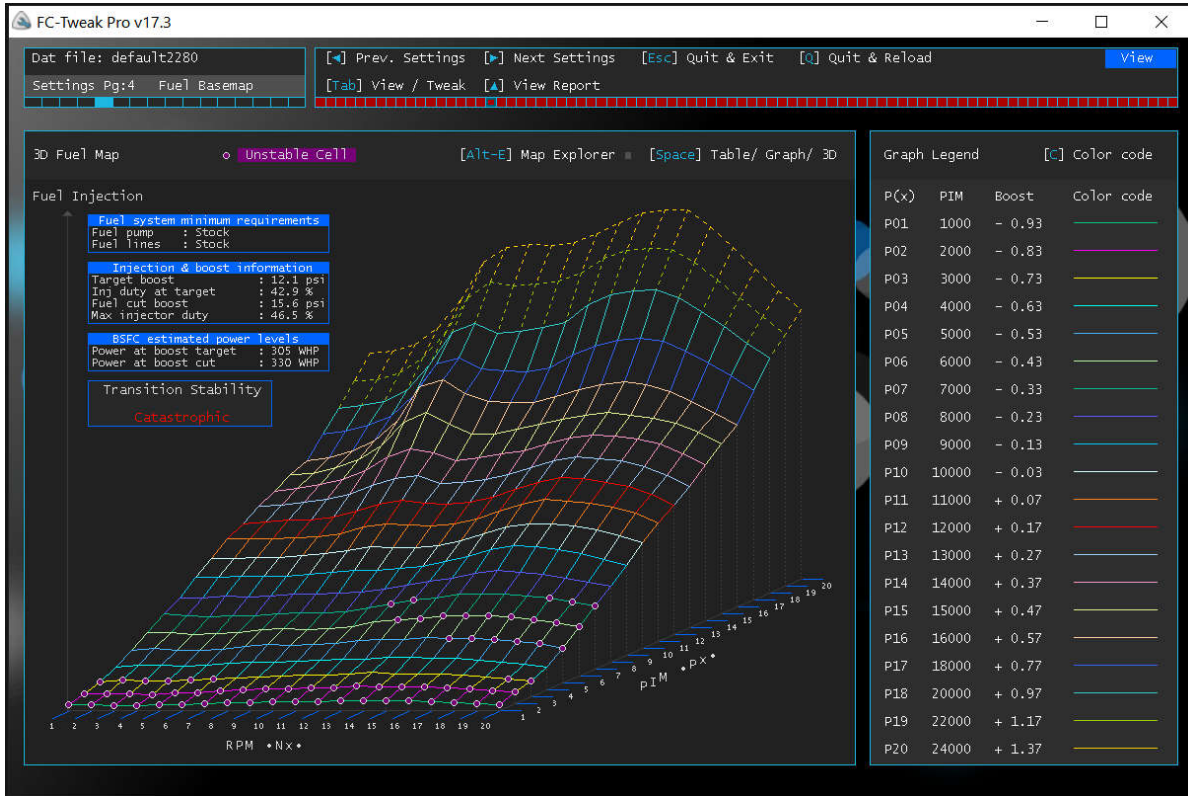 FC-Tweak Pro v17.3
Dat file: default2280
Settings Pg:4 Fuel Basemap
[◄] Prev. Settings [►] Next Settings [Esc] Quit & Exit [Q] Quit & Reload View
[Tab] View / Tweak [▲] View Report
3D Fuel Map Unstable Cell [Alt-E] Map Explorer [Space] Table/ Graph/ 3D
Fuel Injection
Fuel system minimum requirements
Fuel pump : Stock
Fuel lines : Stock
Injection & boost information
Target boost : 12.1 psi
Inj duty at target : 42.9 %
Fuel cut boost : 15.6 psi
Max injector duty : 46.5 %
BSFC estimated power levels
Power at boost target : 305 WHP
Power at boost cut : 330 WHP
Transition Stability
Catastrophic
1 2 3 4 5 6 7 8 9 10 11 12 13 14 15 16 17 18 19 20
RPM •Nx•
1 2 3 4 5 6 7 8 9 10 11 12 13 14 15 16 17 18 19 20
pIM •px•
Graph Legend [C] Color code
P(x) PIM Boost Color code
P01 1000 - 0.93
P02 2000 - 0.83
P03 3000 - 0.73
P04 4000 - 0.63
P05 5000 - 0.53
P06 6000 - 0.43
P07 7000 - 0.33
P08 8000 - 0.23
P09 9000 - 0.13
P10 10000 - 0.03
P11 11000 + 0.07
P12 12000 + 0.17
P13 13000 + 0.27
P14 14000 + 0.37
P15 15000 + 0.47
P16 16000 + 0.57
P17 18000 + 0.77
P18 20000 + 0.97
P19 22000 + 1.17
P20 24000 + 1.37